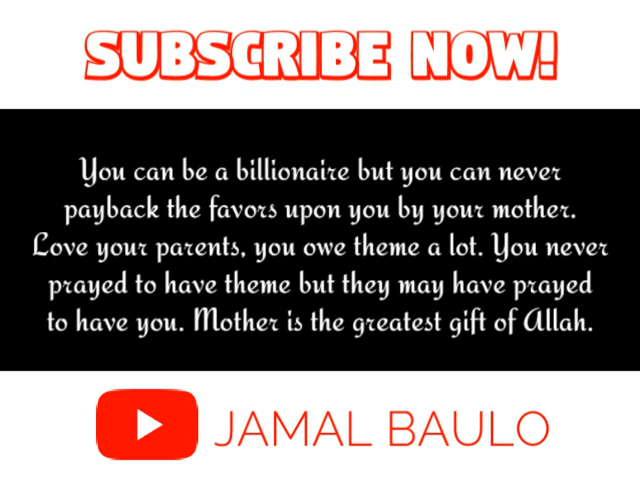 SUBSCRIBE NOW!
You can be a billionaire but you can never
payback the favors upon you by your mother.
Love your parents, you owe theme a lot. You never
prayed to have theme but they may have prayed
to have you. Mother is the greatest gift of Allah.
JAMAL BAULO